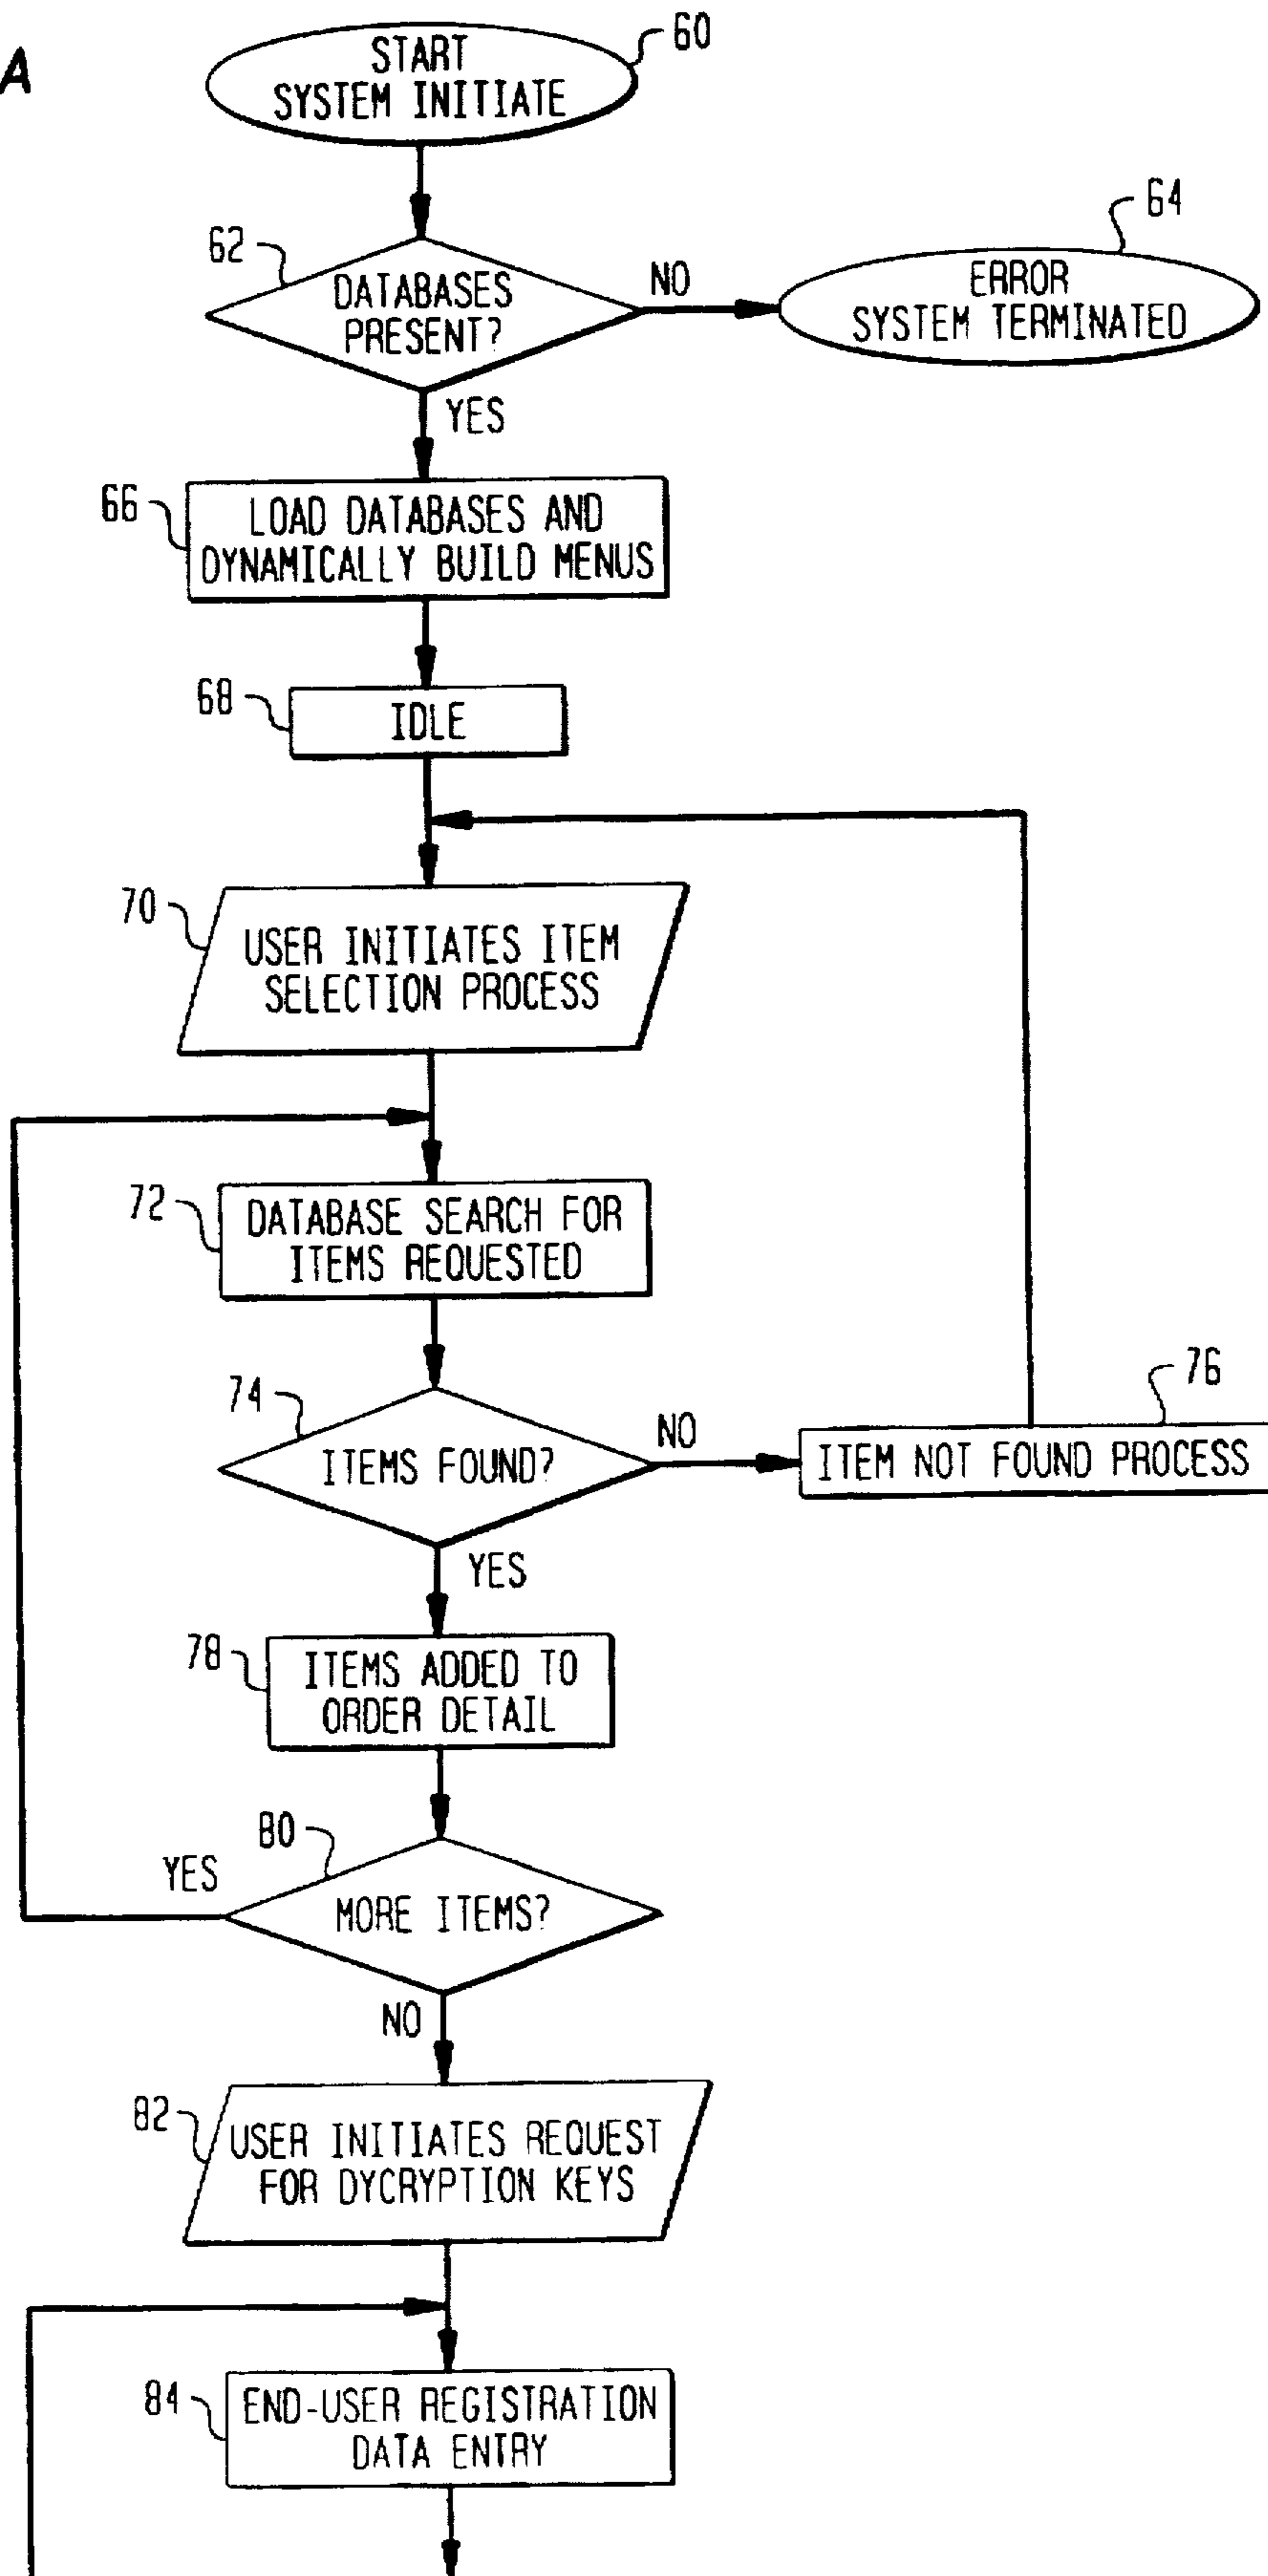 A
START
60
SYSTEM INITIATE
64
62
DATABASES
PRESENT?
NO
ERROR
SYSTEM TERMINATED
YES
66
LOAD DATABASES AND
DYNAMICALLY BUILD MENUS
68
IDLE
70
USER INITIATES ITEM
SELECTION PROCESS
72
DATABASE SEARCH FOR
ITEMS REQUESTED
74
ITEMS FOUND?
NO
76
ITEM NOT FOUND PROCESS
YES
78
ITEMS ADDED TO
ORDER DETAIL
80
YES
MORE ITEMS?
NO
82
USER INITIATES REQUEST
FOR DYCRYPTION KEYS
84
END-USER REGISTRATION
DATA ENTRY